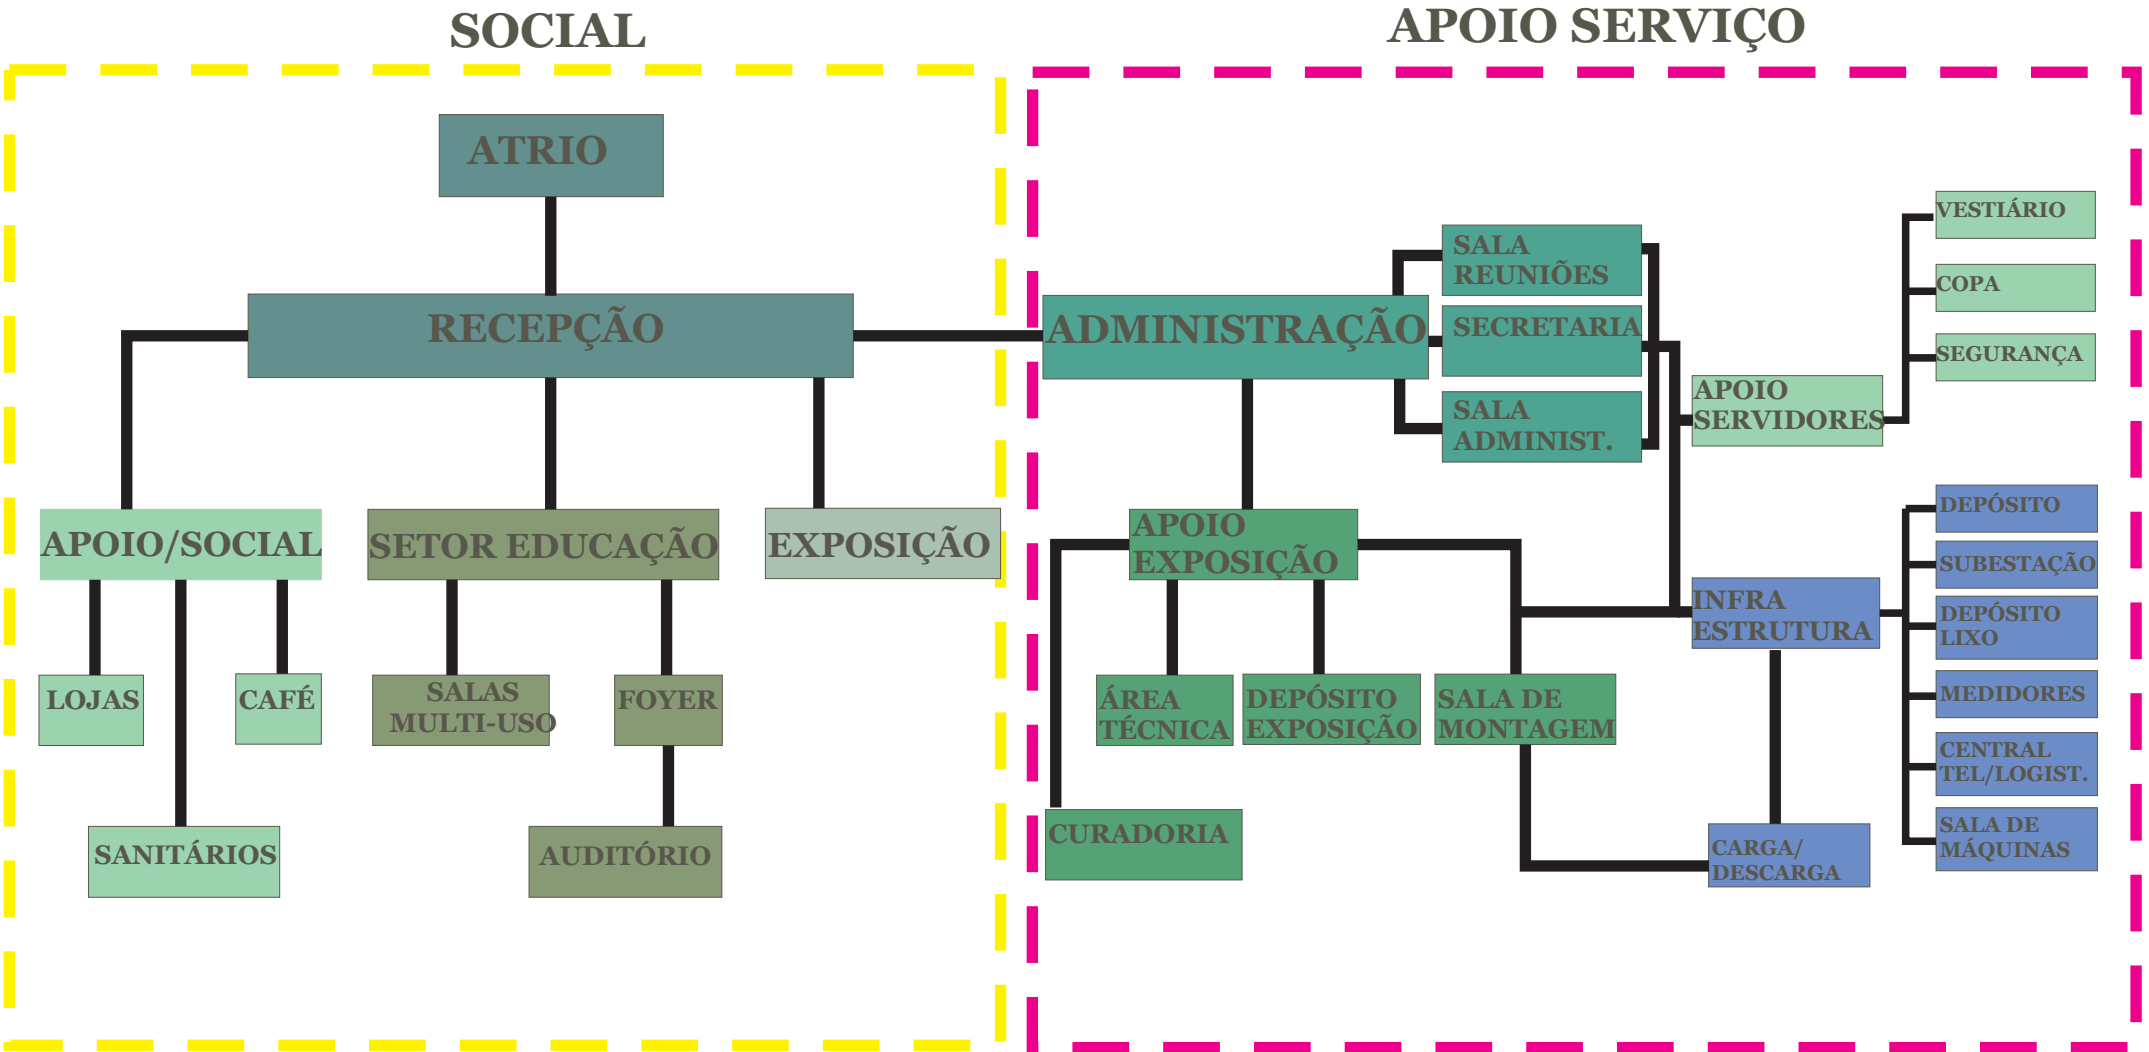 SOCIAL
ATRIO
RECEPÇÃO
APOIO/SOCIAL
SETOR EDUCAÇÃO
EXPOSIÇÃO
LOJAS
CAFÉ
SALAS
MULTI-USO
FOYER
SANITÁRIOS
AUDITÓRIO
APOIO SERVIÇO
ADMINISTRAÇÃO
SALA
REUNIÕES
SECRETARIA
SALA
ADMINIST.
APOIO
SERVIDORES
VESTIÁRIO
COPA
SEGURANÇA
APOIO
EXPOSIÇÃO
ÁREA
TÉCNICA
DEPÓSITO
EXPOSIÇÃO
SALA DE
MONTAGEM
CURADORIA
INFRA
ESTRUTURA
CARGA/
DESCARGA
DEPÓSITO
SUBESTAÇÃO
DEPÓSITO
LIXO
MEDIDORES
CENTRAL
TEL/LOGIST.
SALA DE
MÁQUINAS